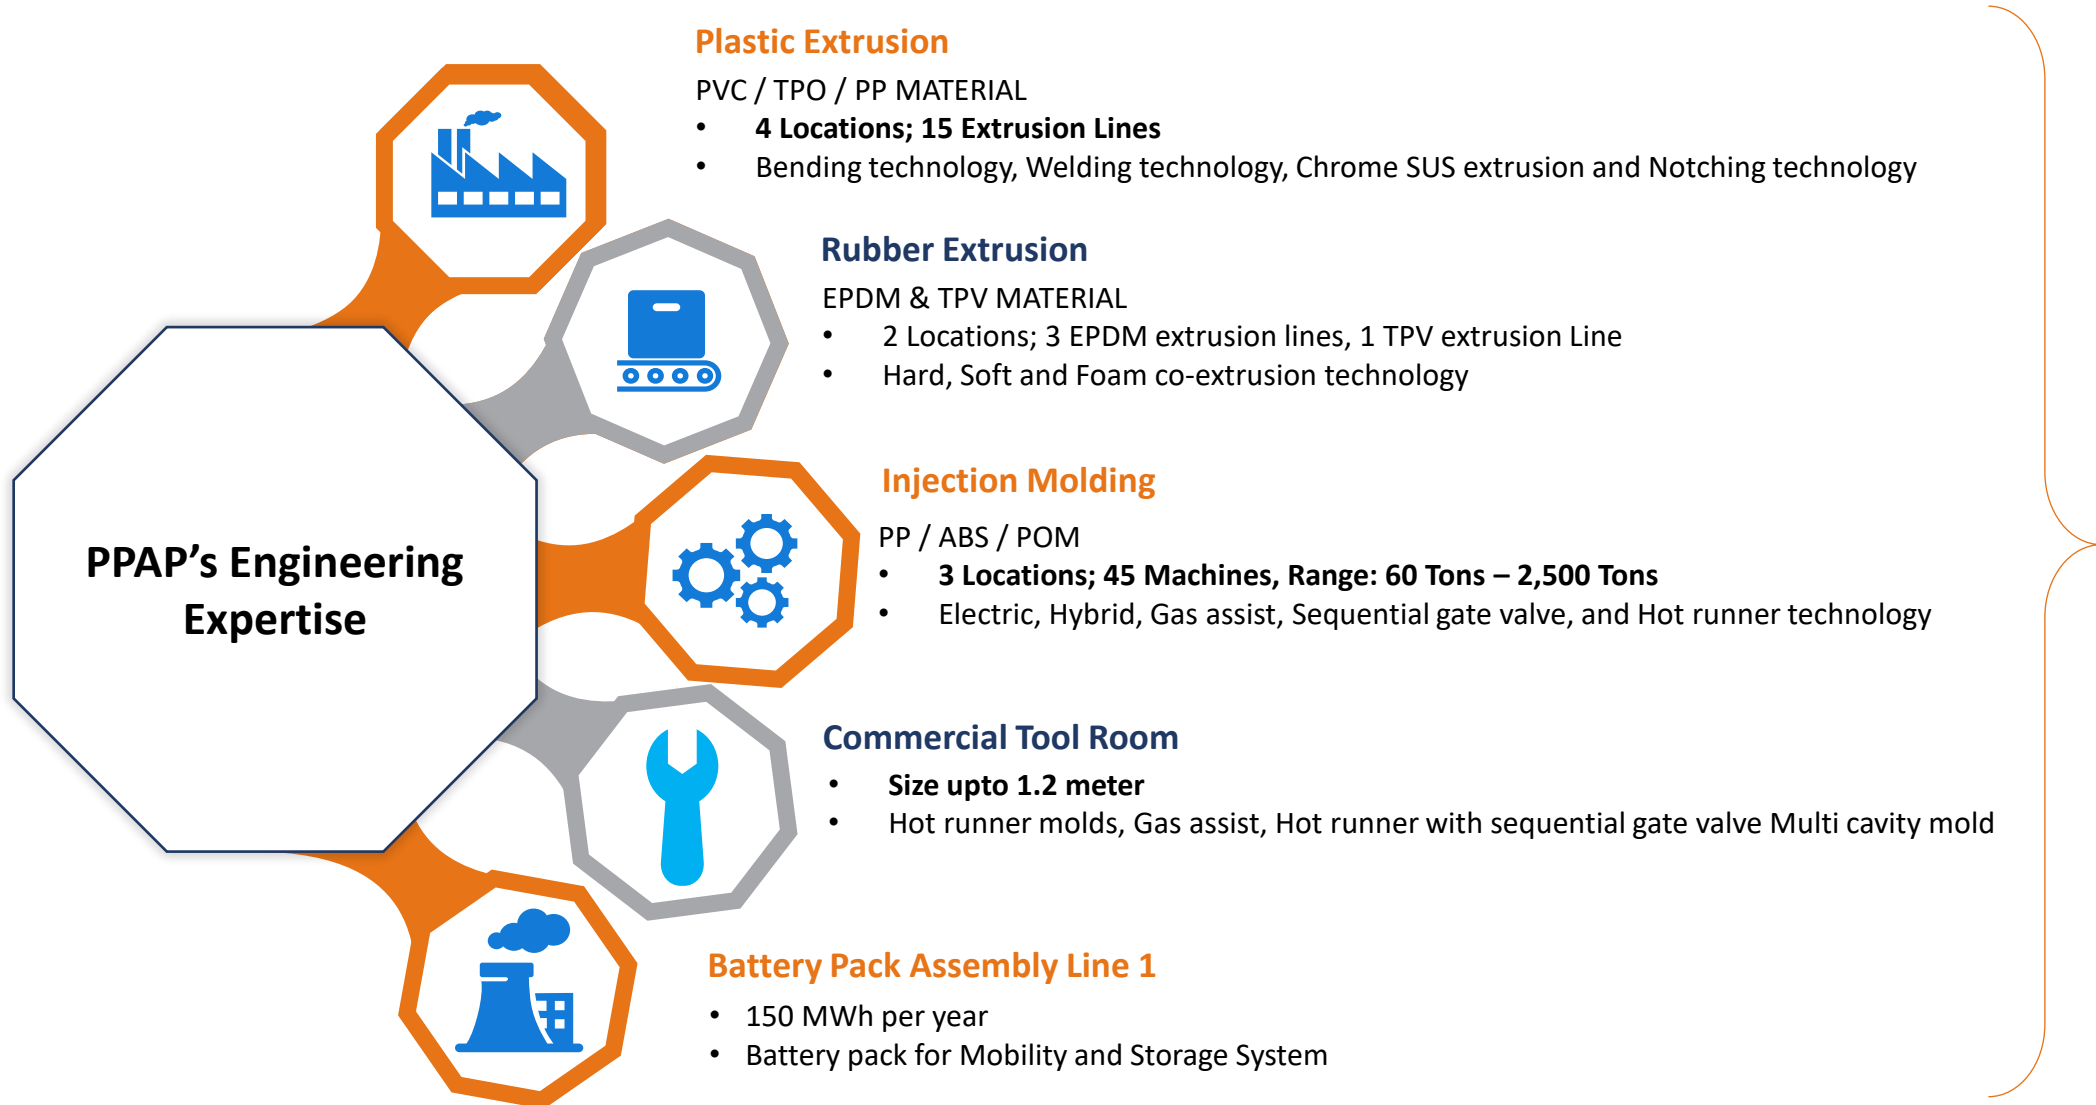 Plastic Extrusion
PVC / TPO / PP MATERIAL
• 4 Locations; 15 Extrusion Lines
• Bending technology, Welding technology, Chrome SUS extrusion and Notching technology
Rubber Extrusion
EPDM & TPV MATERIAL
• 2 Locations; 3 EPDM extrusion lines, 1 TPV extrusion Line
• Hard, Soft and Foam co-extrusion technology
PPAP’s Engineering
Expertise
Injection Molding
PP / ABS / POM
• 3 Locations; 45 Machines, Range: 60 Tons – 2,500 Tons
• Electric, Hybrid, Gas assist, Sequential gate valve, and Hot runner technology
Commercial Tool Room
• Size upto 1.2 meter
• Hot runner molds, Gas assist, Hot runner with sequential gate valve Multi cavity mold
Battery Pack Assembly Line 1
• 150 MWh per year
• Battery pack for Mobility and Storage System